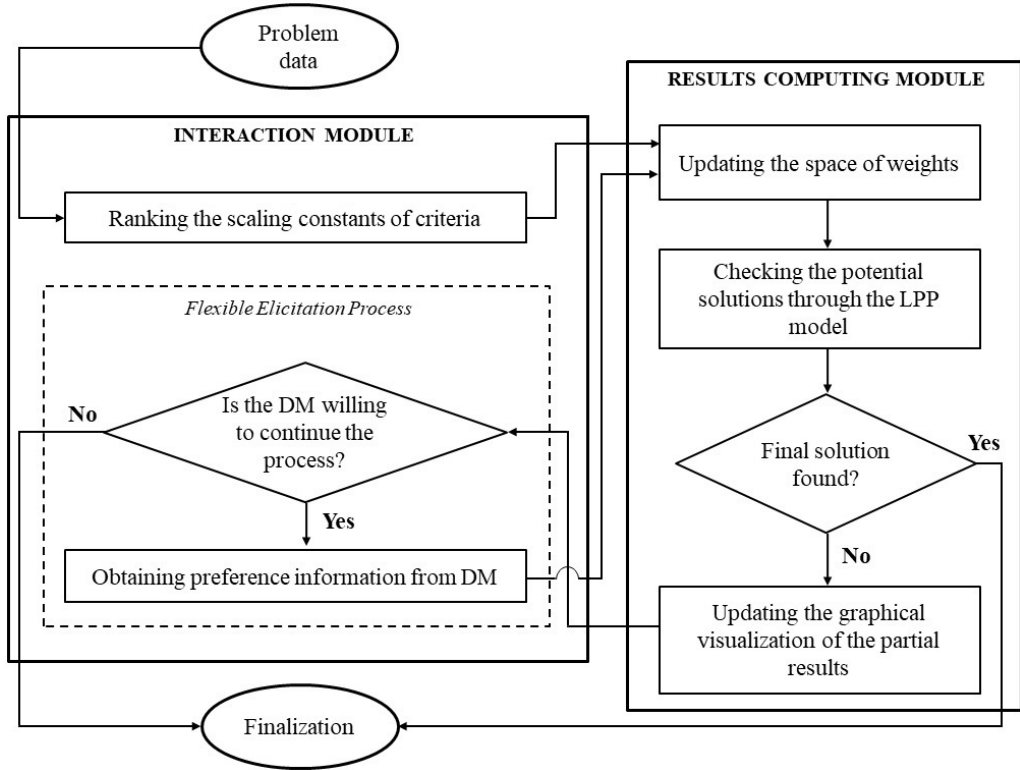 Problem
data
INTERACTION MODULE
Ranking the scaling constants of criteria
Flexible Elicitation Process
No
Is the DM willing
to continue the
process?
Yes
Obtaining preference information from DM
RESULTS COMPUTING MODULE
Updating the space of weights
Checking the potential
solutions through the LPP
model
Final solution
found?
Yes
No
Updating the graphical
visualization of the partial
results
Finalization